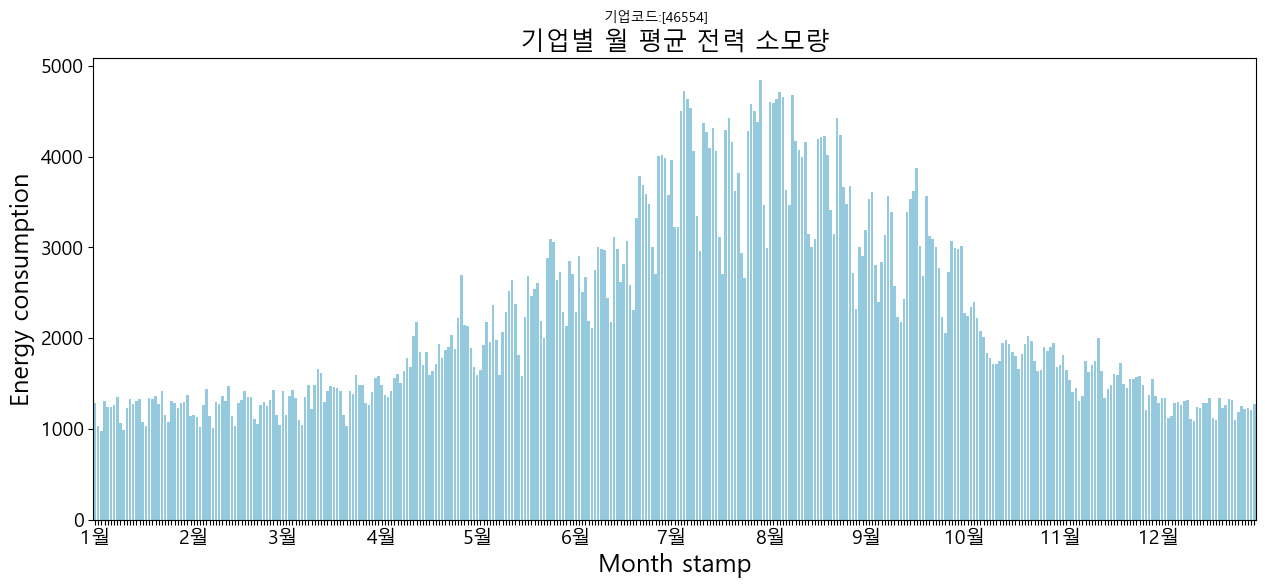 기업코드:[46554]
기업별 월 평균 전력 소모량
Energy consumption
5000
4000
3000
2000
1000
0
1월 2월 3월 4월 5월 6월 7월 8월 9월 10월 11월 12월
Month stamp